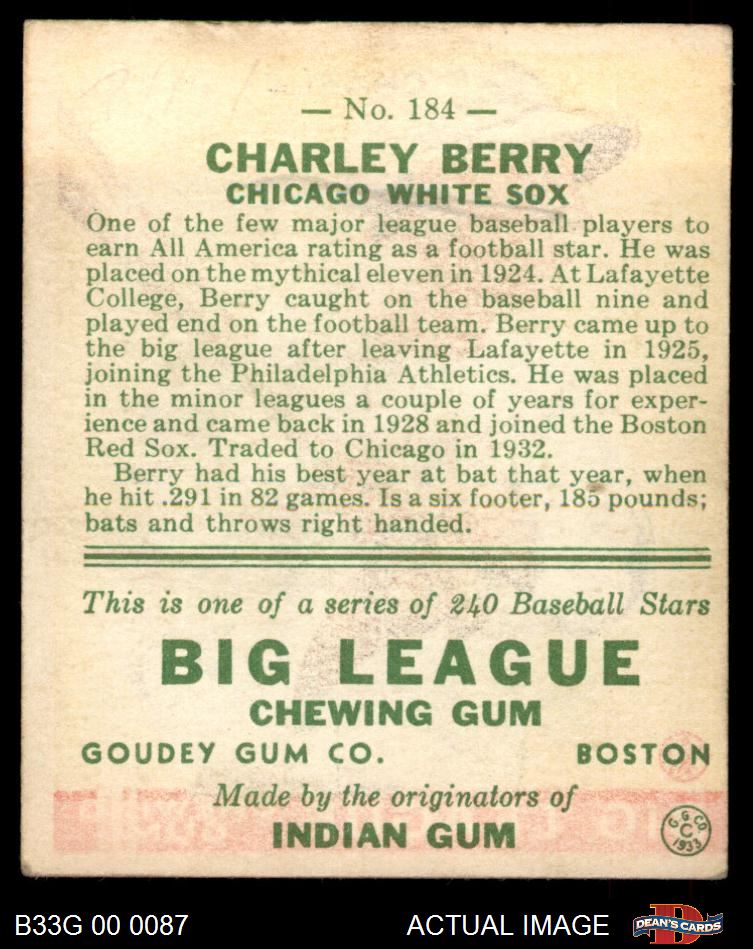 — No. 184 —
CHARLEY BERRY
CHICAGO WHITE SOX
One of the few major league baseball players to
earn All America rating as a football star. He was
placed on the mythical eleven in 1924. At Lafayette
College, Berry caught on the baseball nine and
played end on the football team. Berry came up to
the big league after leaving Lafayette in 1925,
joining the Philadelphia Athletics. He was placed
in the minor leagues a couple of years for exper-
ience and came back in 1928 and joined the Boston
Red Sox. Traded to Chicago in 1932.
Berry had his best year at bat that year, when
he hit .291 in 82 games. Is a six footer, 185 pounds;
bats and throws right handed.
This is one of a series of 240 Baseball Stars
BIG LEAGUE
CHEWING GUM
GOUDEY GUM CO. BOSTON
Made by the originators of
INDIAN GUM
G. G. CO
C
1933
B33G 00 0087 ACTUAL IMAGE DEAN'S CARDS